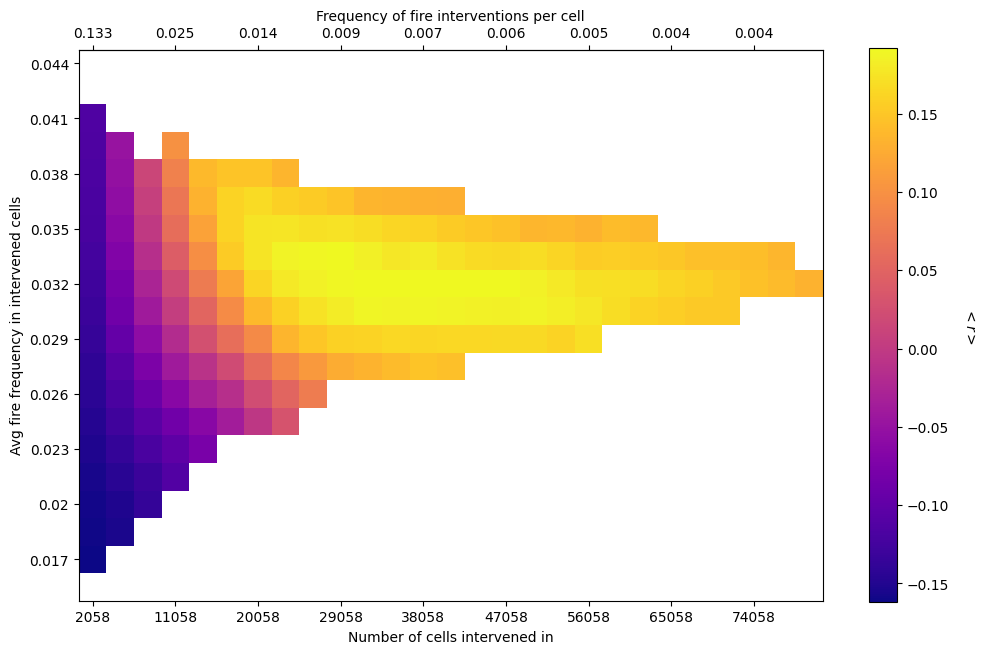 Frequency of fire interventions per cell
0.133 0.025 0.014 0.009 0.007 0.006 0.005 0.004 0.004
Avg fire frequency in intervened cells
0.044
0.041
0.038
0.035
0.032
0.029
0.026
0.023
0.02
0.017
2058 11058 20058 29058 38058 47058 56058 65058 74058
Number of cells intervened in
0.15
0.10
0.05
0.00
−0.05
−0.10
−0.15
< r >